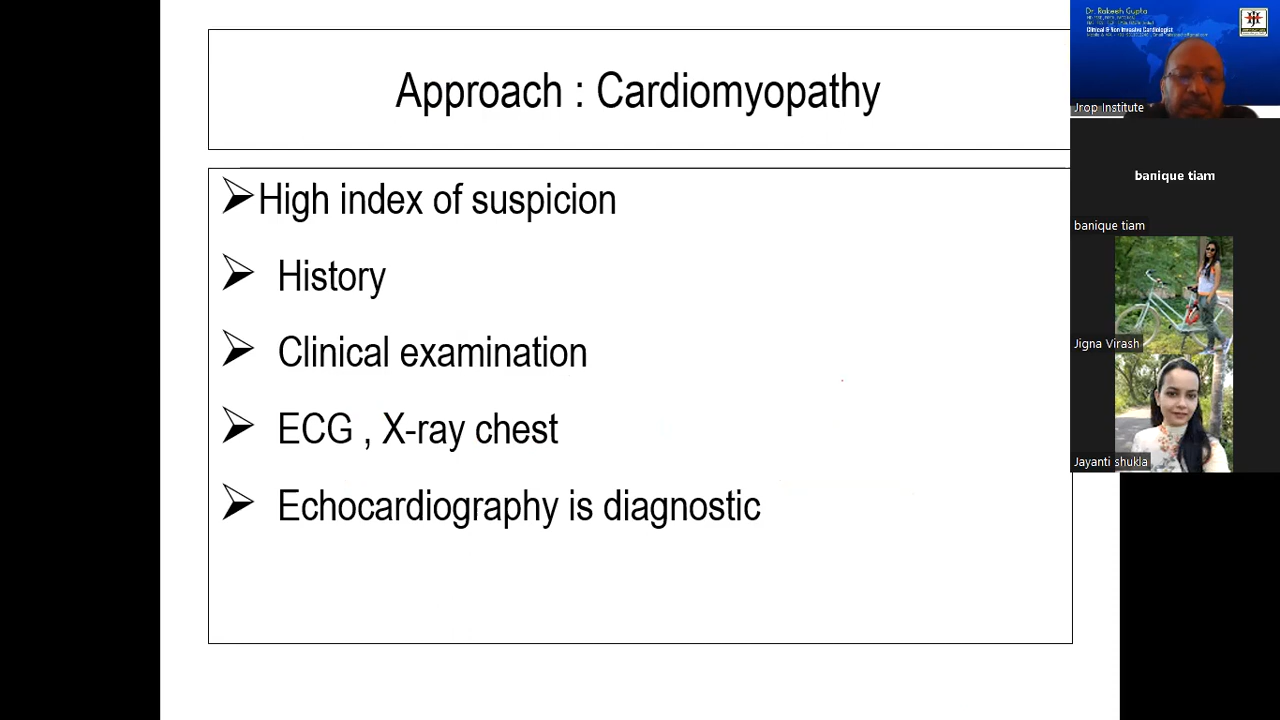 Approach : Cardiomyopathy
➢High index of suspicion
➢ History
➢ Clinical examination
➢ ECG , X-ray chest
➢ Echocardiography is diagnostic
Dr. Rakesh Gupta
Clinical & Non Invasive Cardiologist
Jrop Institute
banique tiam
banique tiam
Jigna Virash
Jayanti shukla